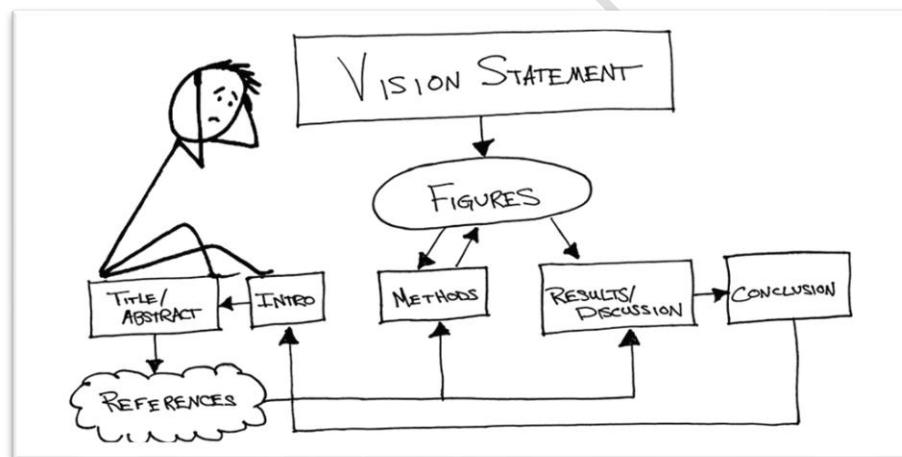 VISION STATEMENT
FIGURES
TITLE/
ABSTRACT
INTRO
METHODS
RESULTS/
DISCUSSION
CONCLUSION
REFERENCES